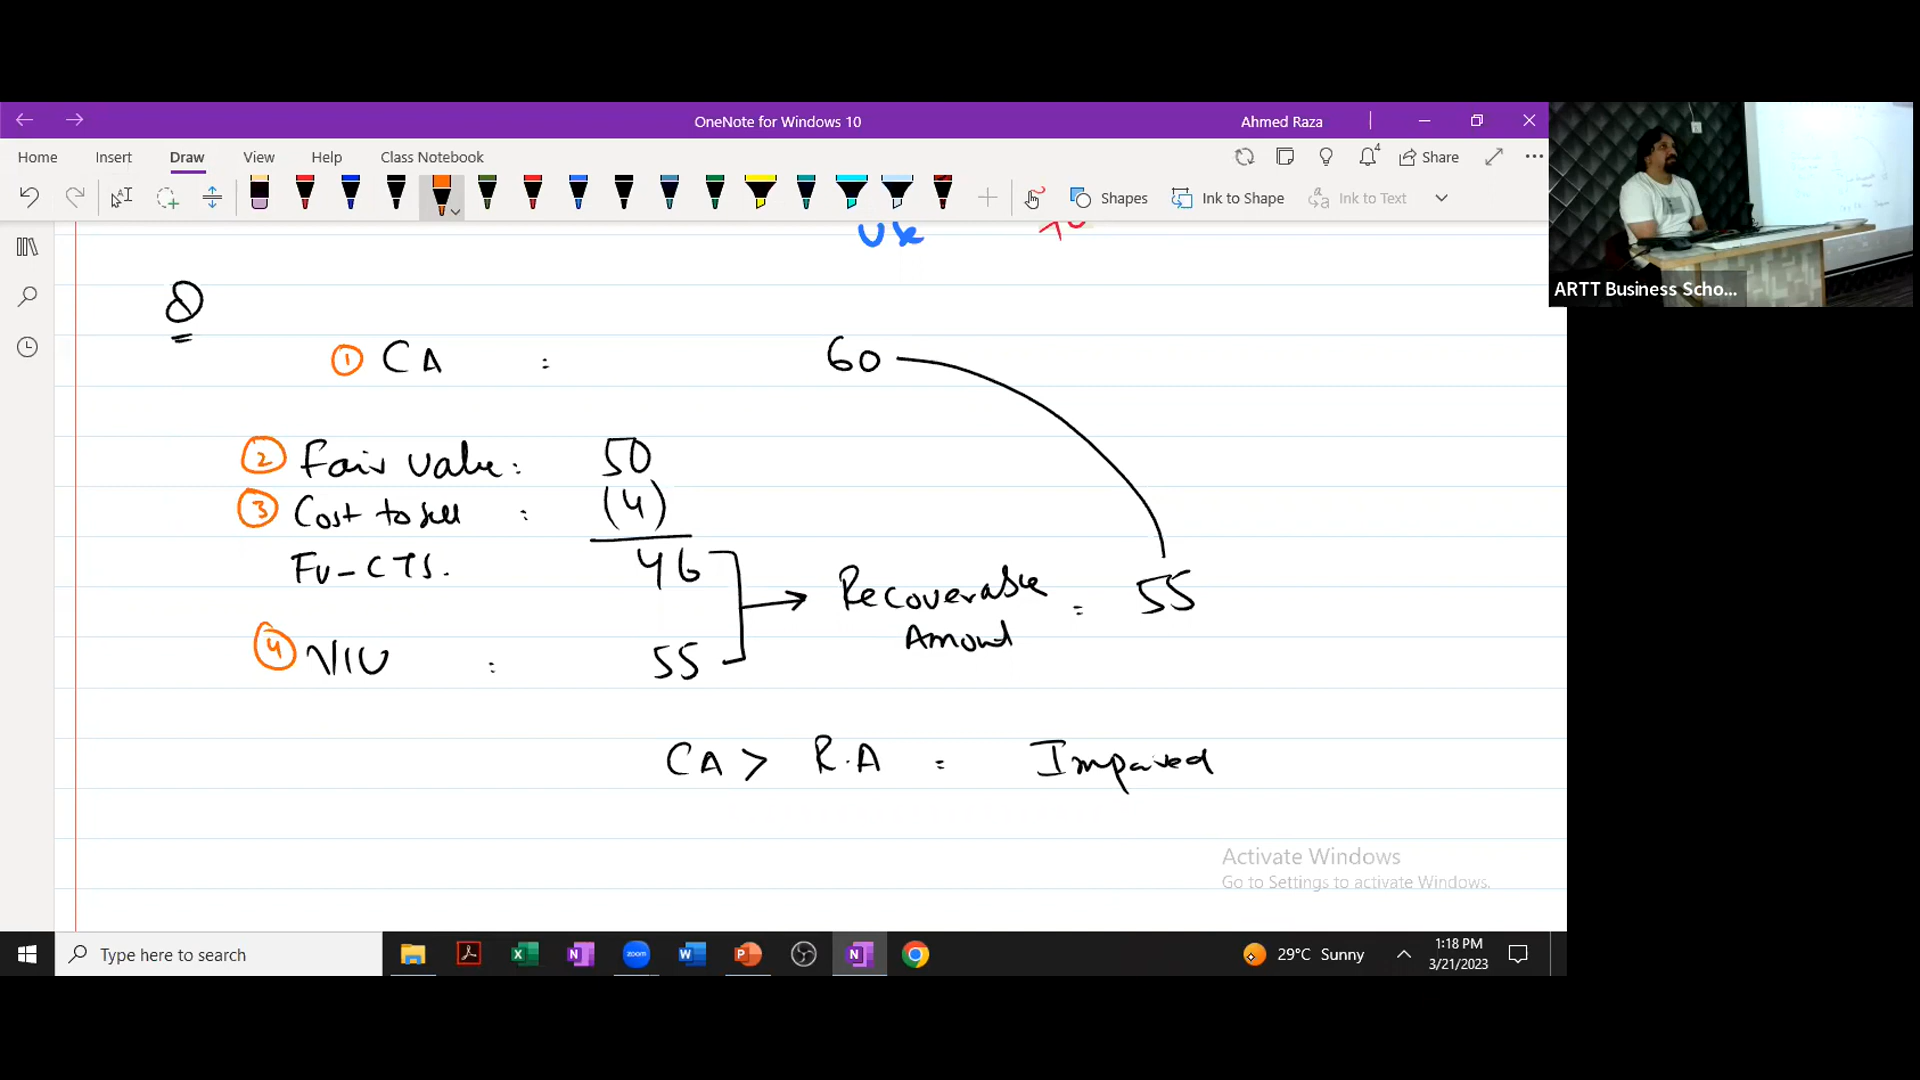 OneNote for Windows 10
Ahmed Raza
Home Insert Draw View Help Class Notebook
4 Share
Shapes Ink to Shape Ink to Text
ARTT Business Scho...
① CA : 60
② Fair value : 50
③ Cost to sell : (4)
FV-CTS. 46
Recoverable Amount = 55
④ VIU : 55
CA > R.A = Impaired
Activate Windows
Go to Settings to activate Windows.
Type here to search
zoom
29°C Sunny
1:18 PM
3/21/2023